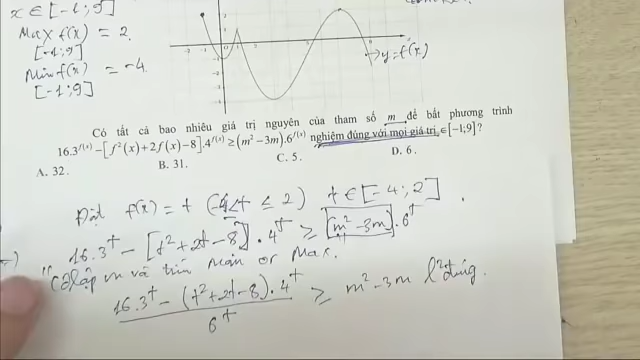 x ∈ [-1; 9]
Max f(x) = 2.
[-1;9]
Min f(x) = -4.
[-1;9]
y=f(x)
Có tất cả bao nhiêu giá trị nguyên của tham số m để bất phương trình
16.3^f(x) - [f²(x)+2f(x)-8].4^f(x) ≥ (m²-3m).6^f(x) nghiệm đúng với mọi giá trị ∈[-1;9]?
A. 32. B. 31. C. 5. D. 6.
Đặt f(x) = t (-4 ≤ t ≤ 2) t ∈ [-4; 2]
16.3^t - [t²+2t-8].4^t ≥ (m²-3m).6^t
Cô lập m và tìm Min or Max.
16.3^t - (t²+2t-8).4^t / 6^t ≥ m²-3m luôn đúng.